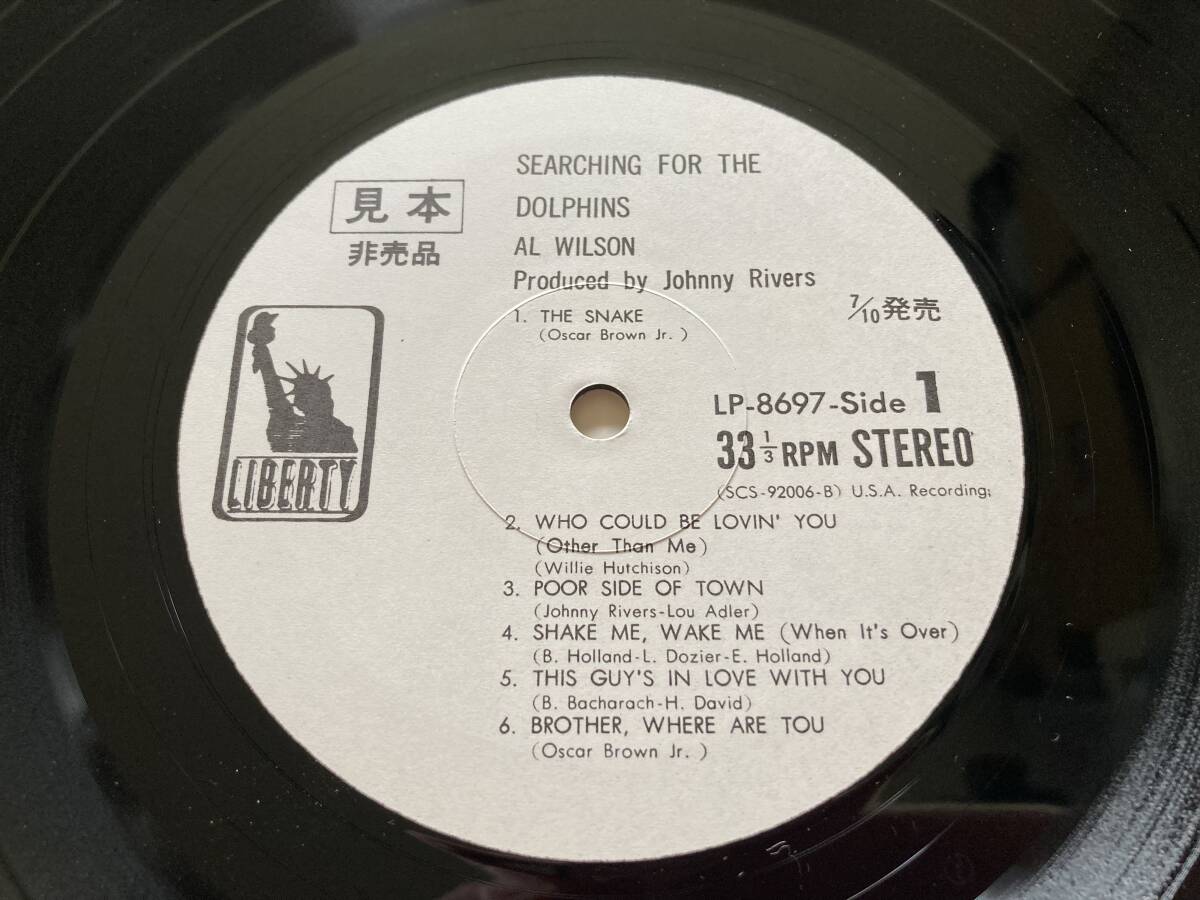 SEARCHING FOR THE
DOLPHINS
AL WILSON
Produced by Johnny Rivers
見本
非売品
1. THE SNAKE
(Oscar Brown Jr. )
7/10発売
LIBERTY
LP-8697-Side 1
33 1/3 RPM STEREO
(SCS-92006-B) U.S.A. Recording;
2. WHO COULD BE LOVIN' YOU
(Other Than Me)
(Willie Hutchison)
3. POOR SIDE OF TOWN
(Johnny Rivers-Lou Adler)
4. SHAKE ME, WAKE ME (When It's Over)
(B. Holland-L. Dozier-E. Holland)
5. THIS GUY'S IN LOVE WITH YOU
(B. Bacharach-H. David)
6. BROTHER, WHERE ARE TOU
(Oscar Brown Jr. )